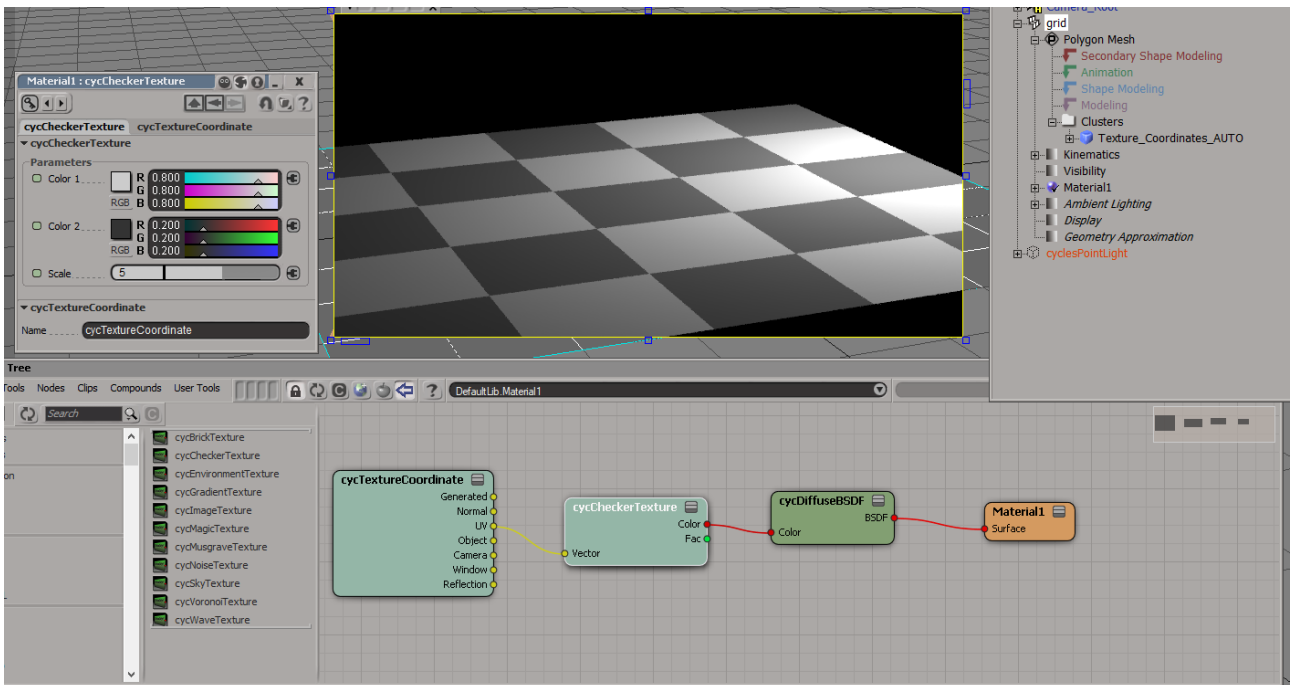 Camera_Root
grid
Polygon Mesh
Secondary Shape Modeling
Animation
Shape Modeling
Modeling
Clusters
Texture_Coordinates_AUTO
Kinematics
Visibility
Material1
Ambient Lighting
Display
Geometry Approximation
cyclesPointLight
Material1 : cycCheckerTexture
cycCheckerTexture cycTextureCoordinate
cycCheckerTexture
Parameters
Color 1 R 0.800
G 0.800
RGB B 0.800
Color 2 R 0.200
G 0.200
RGB B 0.200
Scale 5
cycTextureCoordinate
Name cycTextureCoordinate
Tree
Tools Nodes Clips Compounds User Tools DefaultLib.Material1
Search
cycBrickTexture
cycCheckerTexture
cycEnvironmentTexture
cycGradientTexture
cycImageTexture
cycMagicTexture
cycMusgraveTexture
cycNoiseTexture
cycSkyTexture
cycVoronoiTexture
cycWaveTexture
cycTextureCoordinate
Generated
Normal
UV
Object
Camera
Window
Reflection
cycCheckerTexture
Color
Fac
Vector
cycDiffuseBSDF
BSDF
Color
Material1
Surface